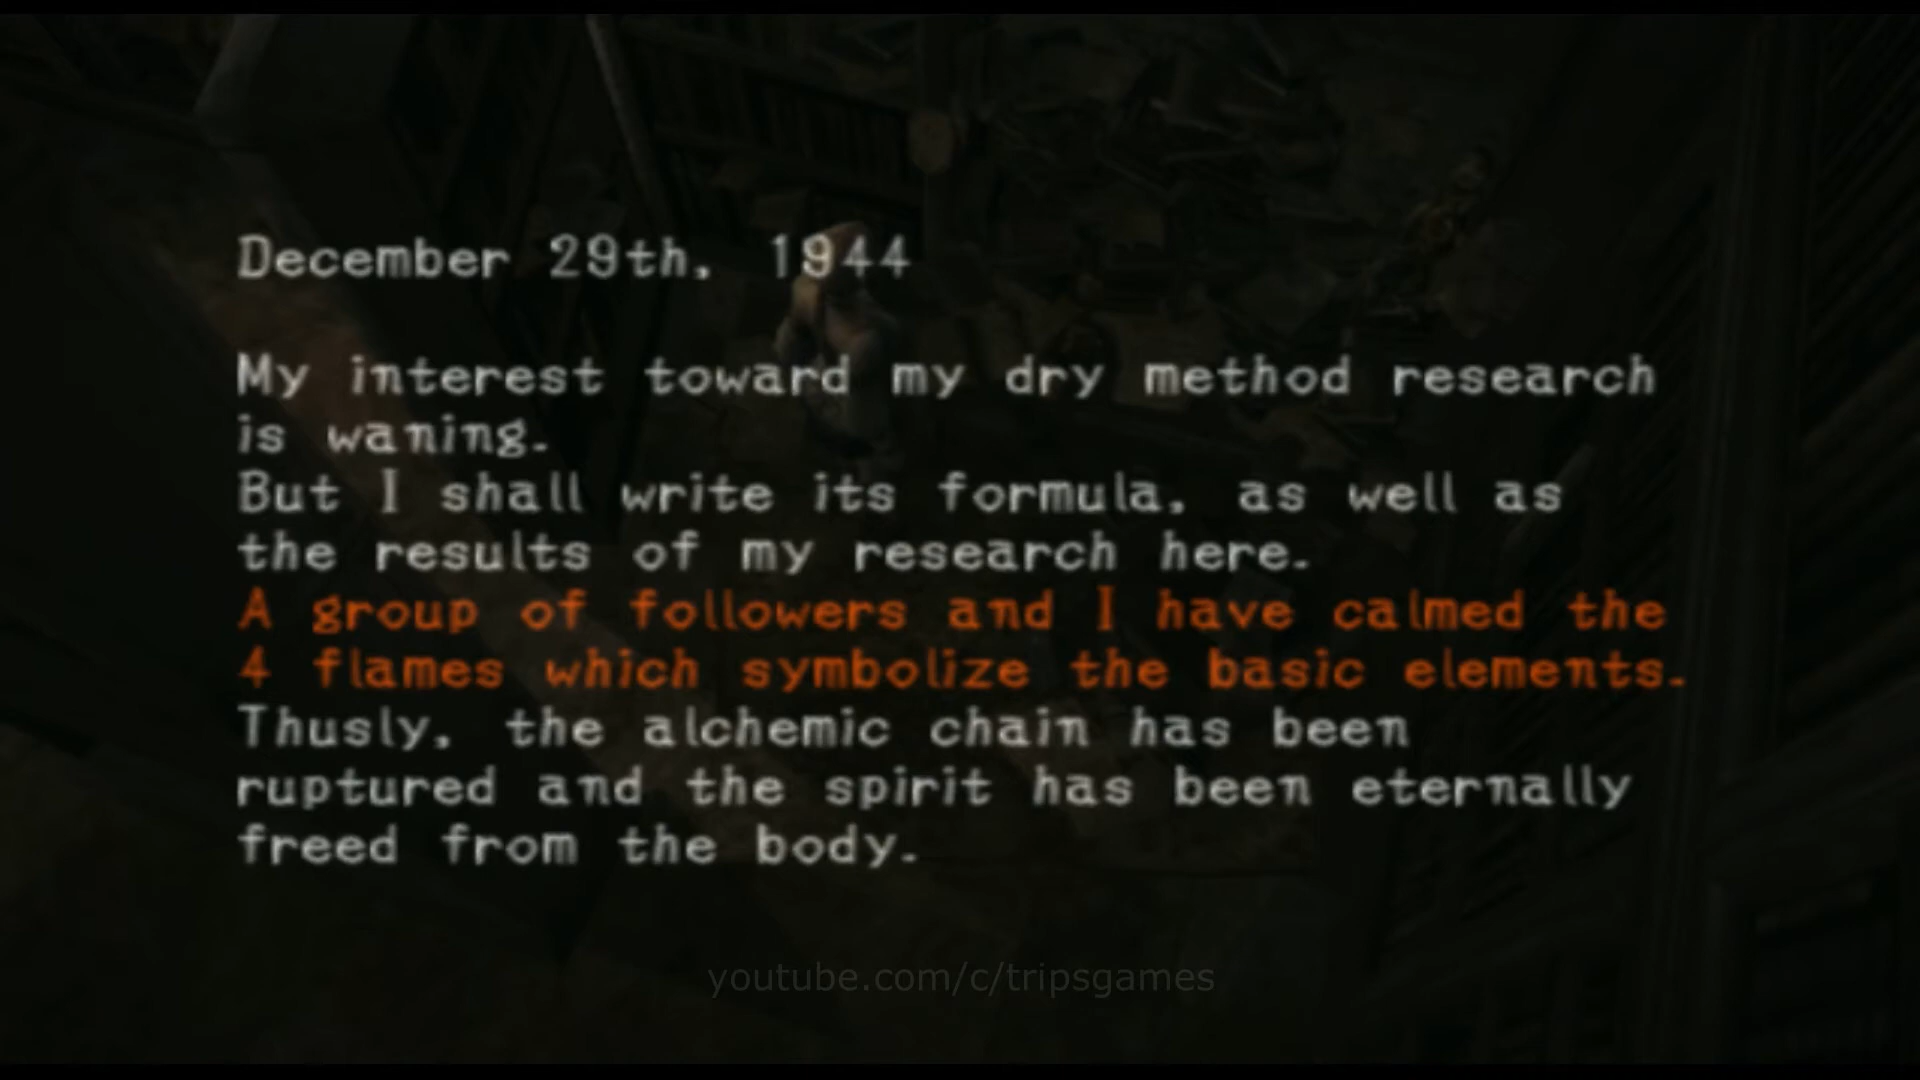 December 29th, 1944
My interest toward my dry method research
is waning.
But I shall write its formula, as well as
the results of my research here.
A group of followers and I have calmed the
4 flames which symbolize the basic elements.
Thusly, the alchemic chain has been
ruptured and the spirit has been eternally
freed from the body.
youtube.com/c/tripsgames